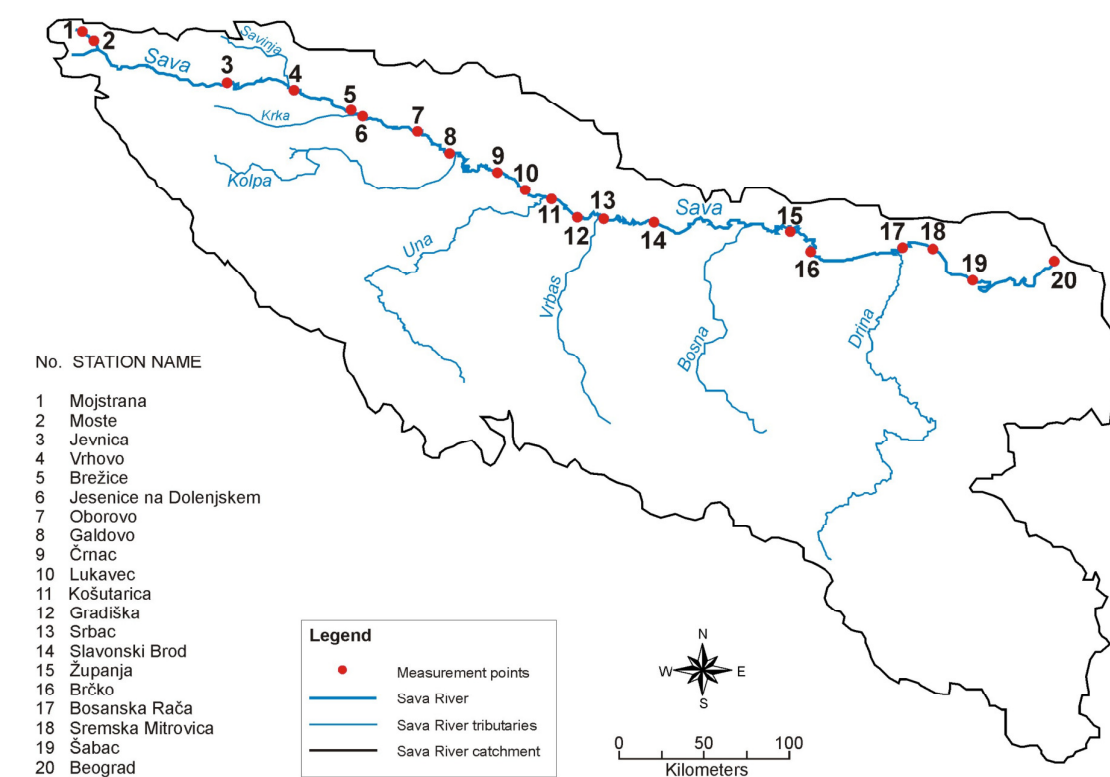 1
2
Sava
Savinja
3
4
5
6
7
8
Krka
Kolpa
9
10
11
12
13
14
Sava
15
16
17
18
19
20
Una
Vrbas
Bosna
Drina
No. STATION NAME
1 Mojstrana
2 Moste
3 Jevnica
4 Vrhovo
5 Brežice
6 Jesenice na Dolenjskem
7 Oborovo
8 Galdovo
9 Črnac
10 Lukavec
11 Košutarica
12 Gradiška
13 Srbac
14 Slavonski Brod
15 Županja
16 Brčko
17 Bosanska Rača
18 Sremska Mitrovica
19 Šabac
20 Beograd
Legend
Measurement points
Sava River
Sava River tributaries
Sava River catchment
N
W E
S
0 50 100
Kilometers